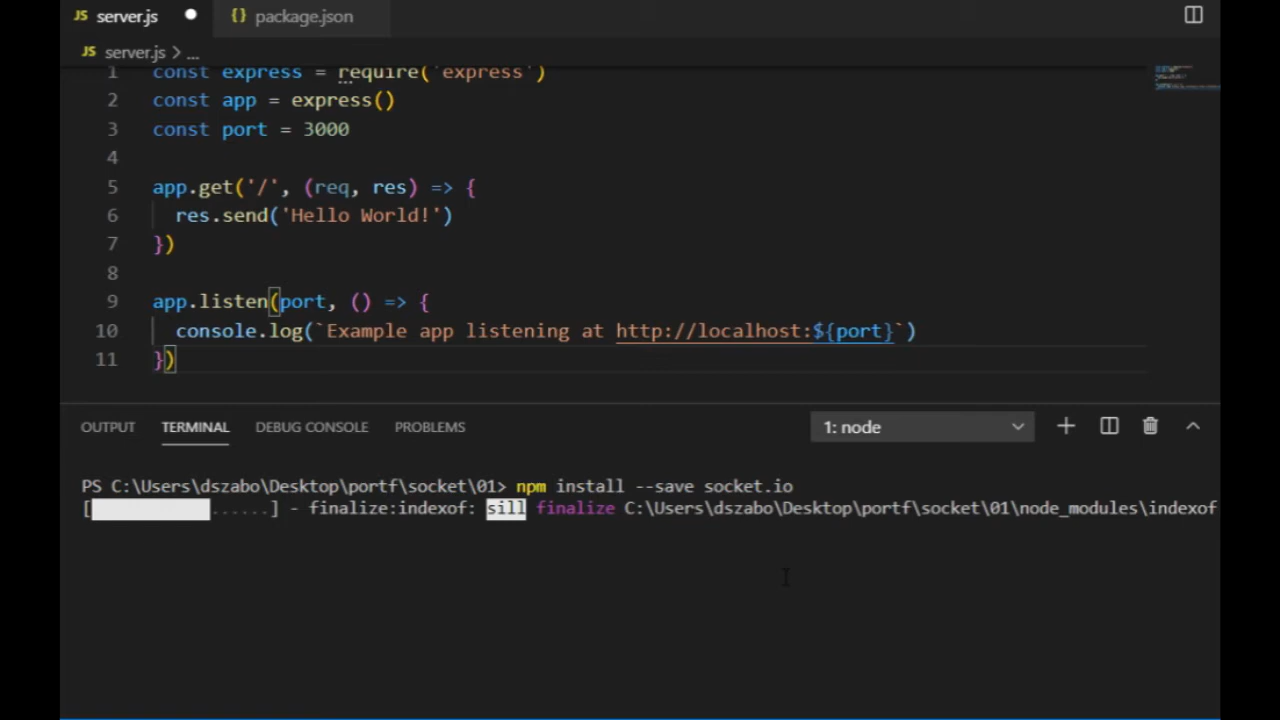 JS server.js ● {} package.json
JS server.js > ...
1 const express = require('express')
2 const app = express()
3 const port = 3000
4
5 app.get('/', (req, res) => {
6 res.send('Hello World!')
7 })
8
9 app.listen(port, () => {
10 console.log(`Example app listening at http://localhost:${port}`)
11 })
OUTPUT TERMINAL DEBUG CONSOLE PROBLEMS 1: node
PS C:\Users\dszabo\Desktop\portf\socket\01> npm install --save socket.io
[ ......] - finalize:indexof: sill finalize C:\Users\dszabo\Desktop\portf\socket\01\node_modules\indexof